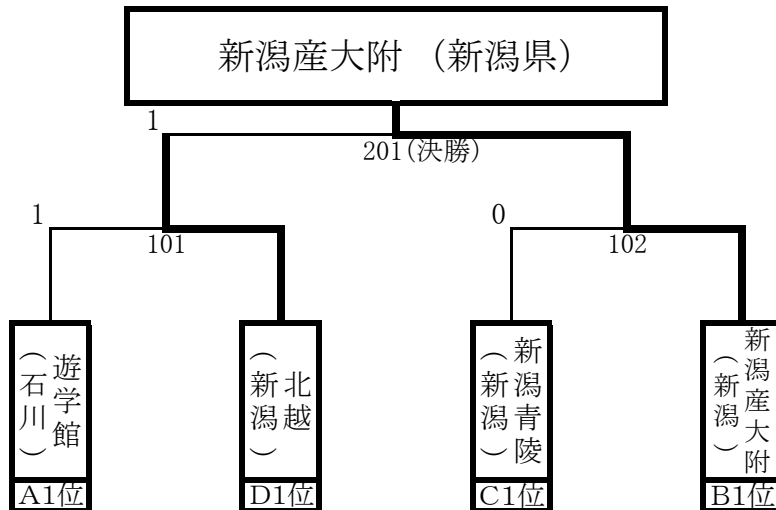 新潟産大附 （新潟県）
1
201(決勝)
1
101
0
102
遊学館
（石川）
北越
（新潟）
新潟青陵
（新潟）
新潟産大附
（新潟）
A1位
D1位
C1位
B1位